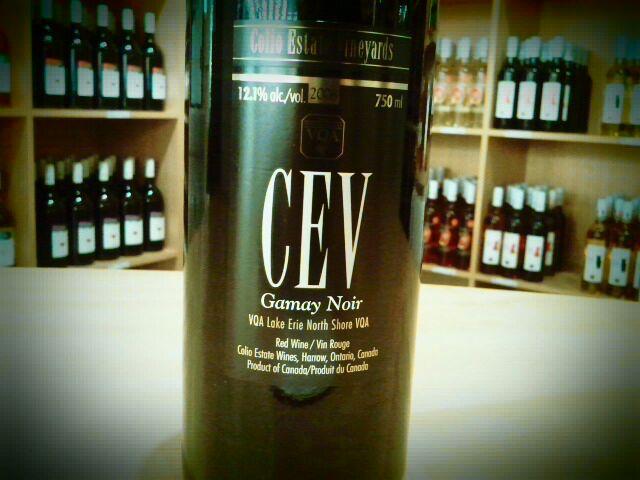 Colio Estate Vineyards
12.1% alc/vol. 750 ml
VQA
CEV
Gamay Noir
VQA Lake Erie North Shore VQA
Red Wine / Vin Rouge
Colio Estate Wines, Harrow, Ontario, Canada
Product of Canada/Produit du Canada